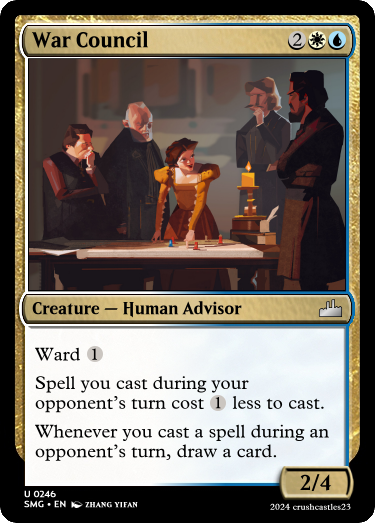 War Council 2
Ward 1
Creature — Human Advisor
Spell you cast during your
opponent's turn cost 1 less to cast.
Whenever you cast a spell during an
opponent's turn, draw a card.
2/4
U 0246
SMG • EN ZHANG YIFAN
2024 crushcastles23